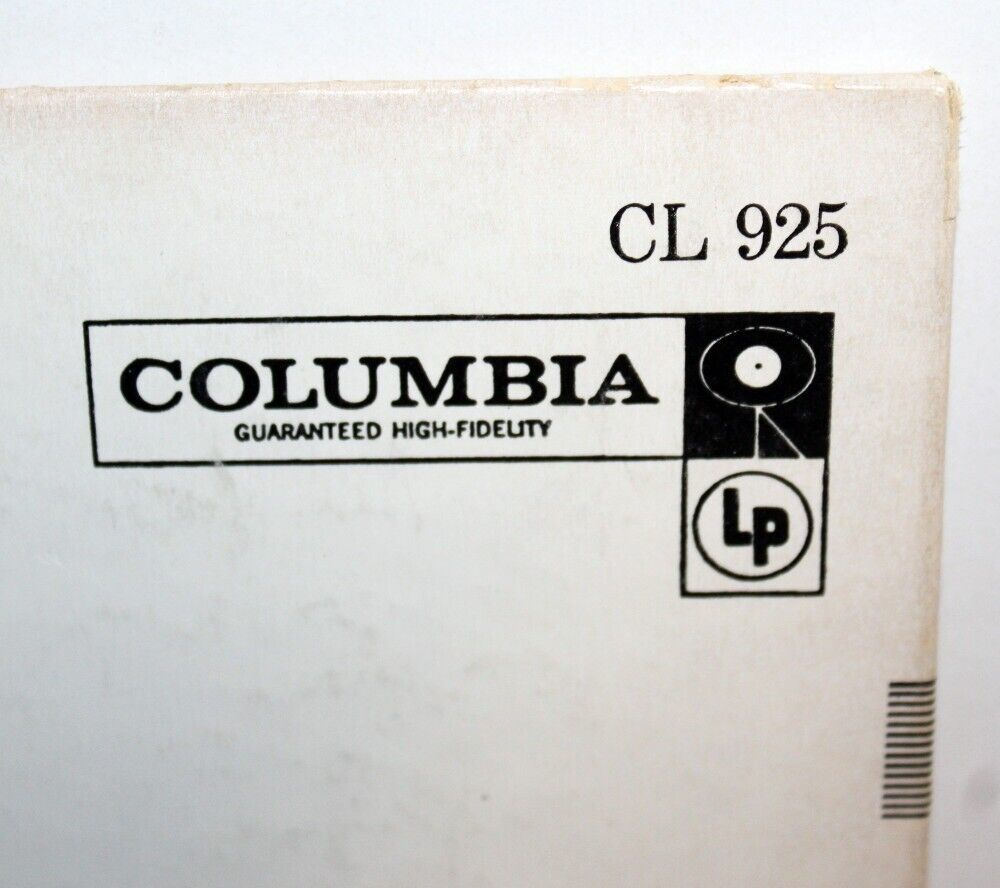 CL 925
COLUMBIA
GUARANTEED HIGH-FIDELITY
Lp